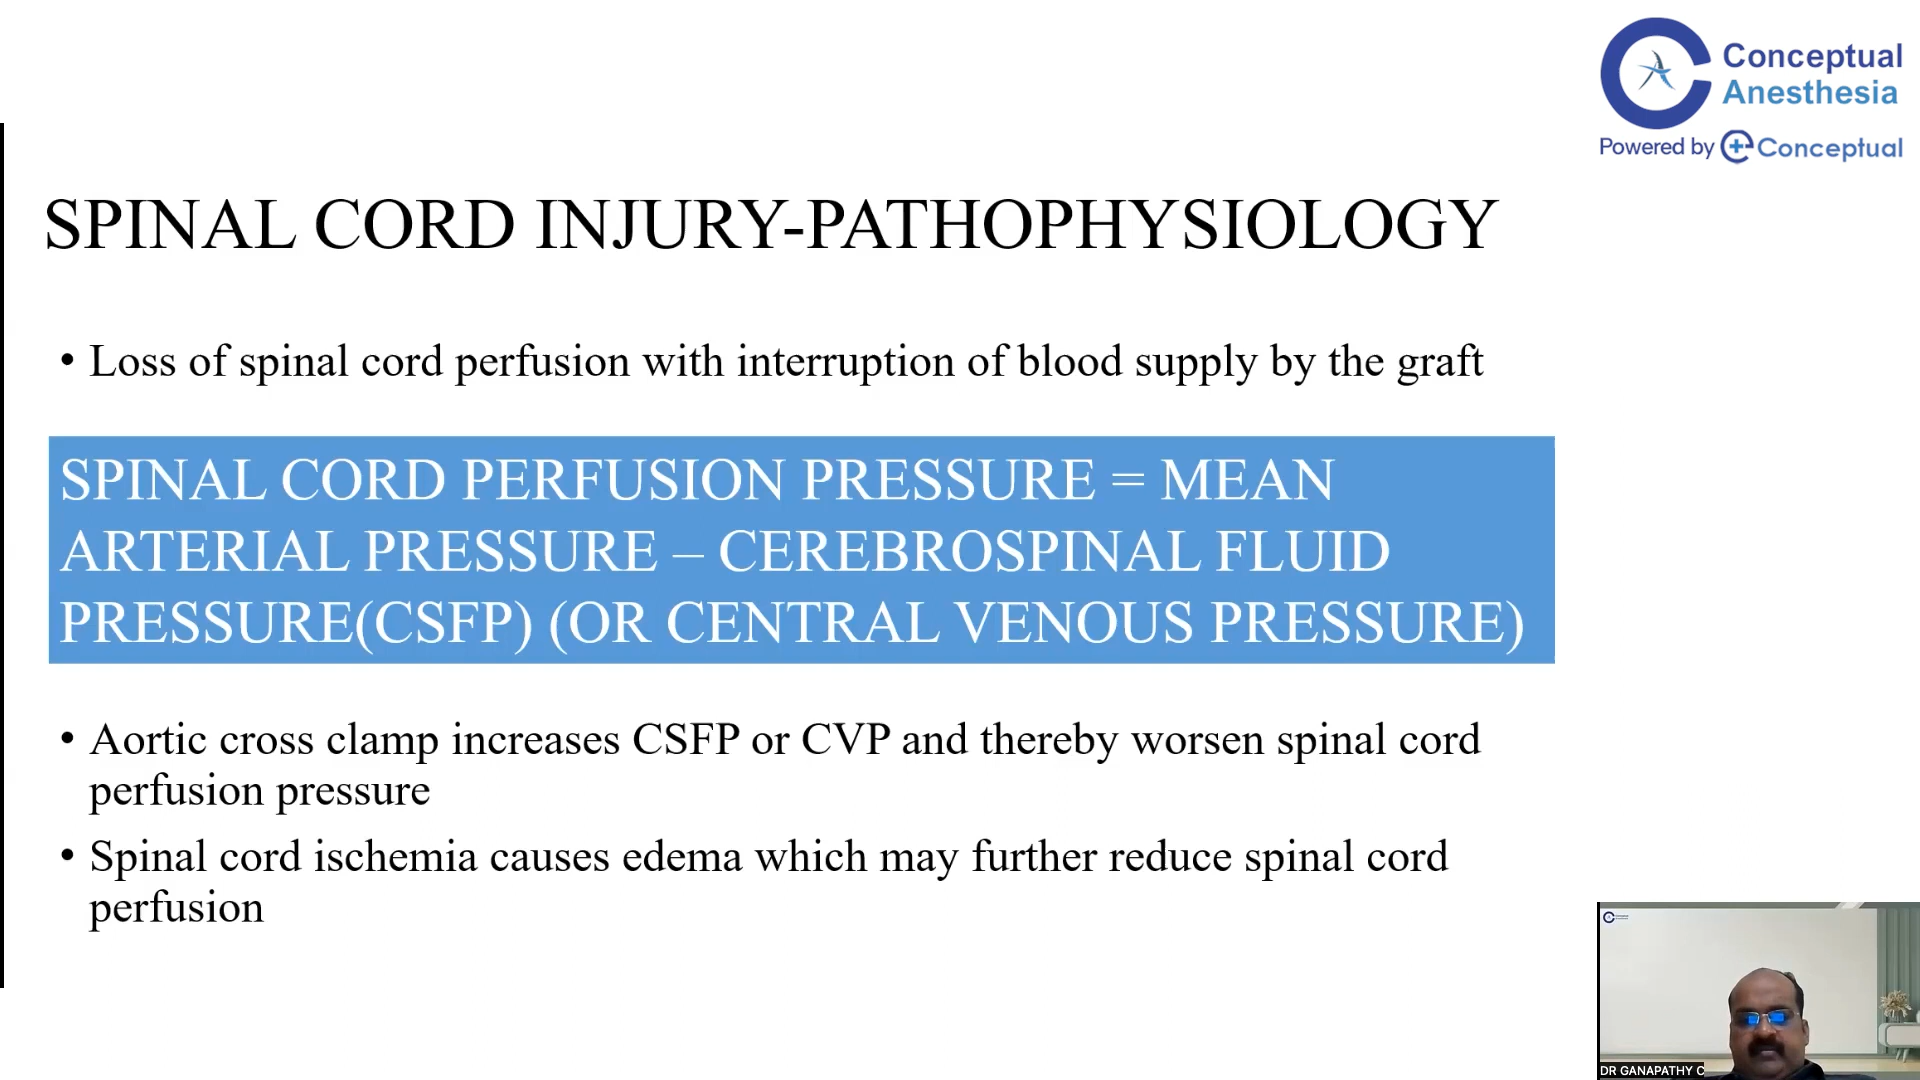 Conceptual
Anesthesia
Powered by Conceptual
SPINAL CORD INJURY-PATHOPHYSIOLOGY
• Loss of spinal cord perfusion with interruption of blood supply by the graft
SPINAL CORD PERFUSION PRESSURE = MEAN
ARTERIAL PRESSURE – CEREBROSPINAL FLUID
PRESSURE(CSFP) (OR CENTRAL VENOUS PRESSURE)
• Aortic cross clamp increases CSFP or CVP and thereby worsen spinal cord
perfusion pressure
• Spinal cord ischemia causes edema which may further reduce spinal cord
perfusion
DR GANAPATHY C